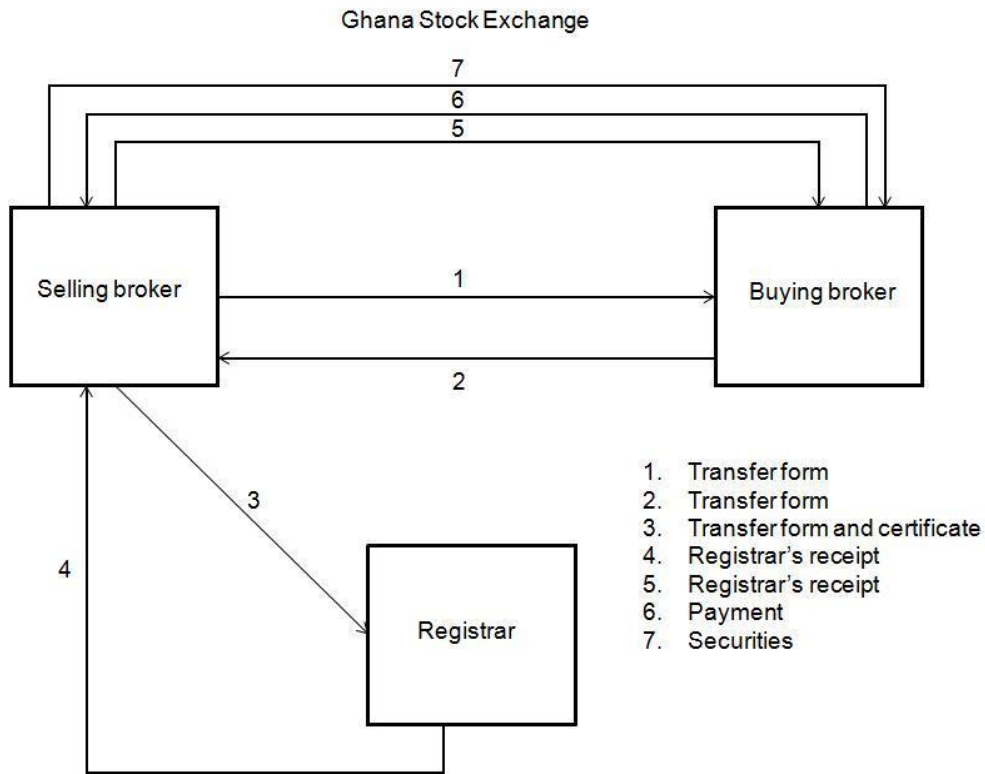 Ghana Stock Exchange
7
6
5
Selling broker
1
Buying broker
2
3
4
Registrar
1. Transfer form
2. Transfer form
3. Transfer form and certificate
4. Registrar's receipt
5. Registrar's receipt
6. Payment
7. Securities